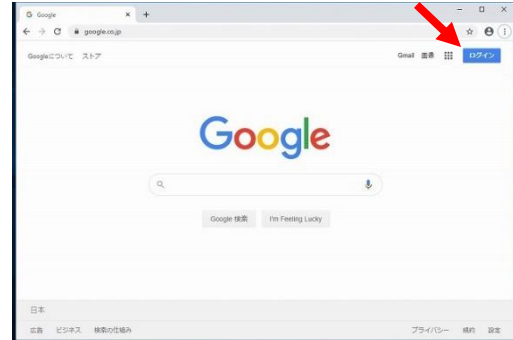 Google
google.co.jp
Googleについて ストア
Gmail 画像 ログイン
Google
Google 検索 I'm Feeling Lucky
日本
広告 ビジネス 検索の仕組み
プライバシー 規約 設定